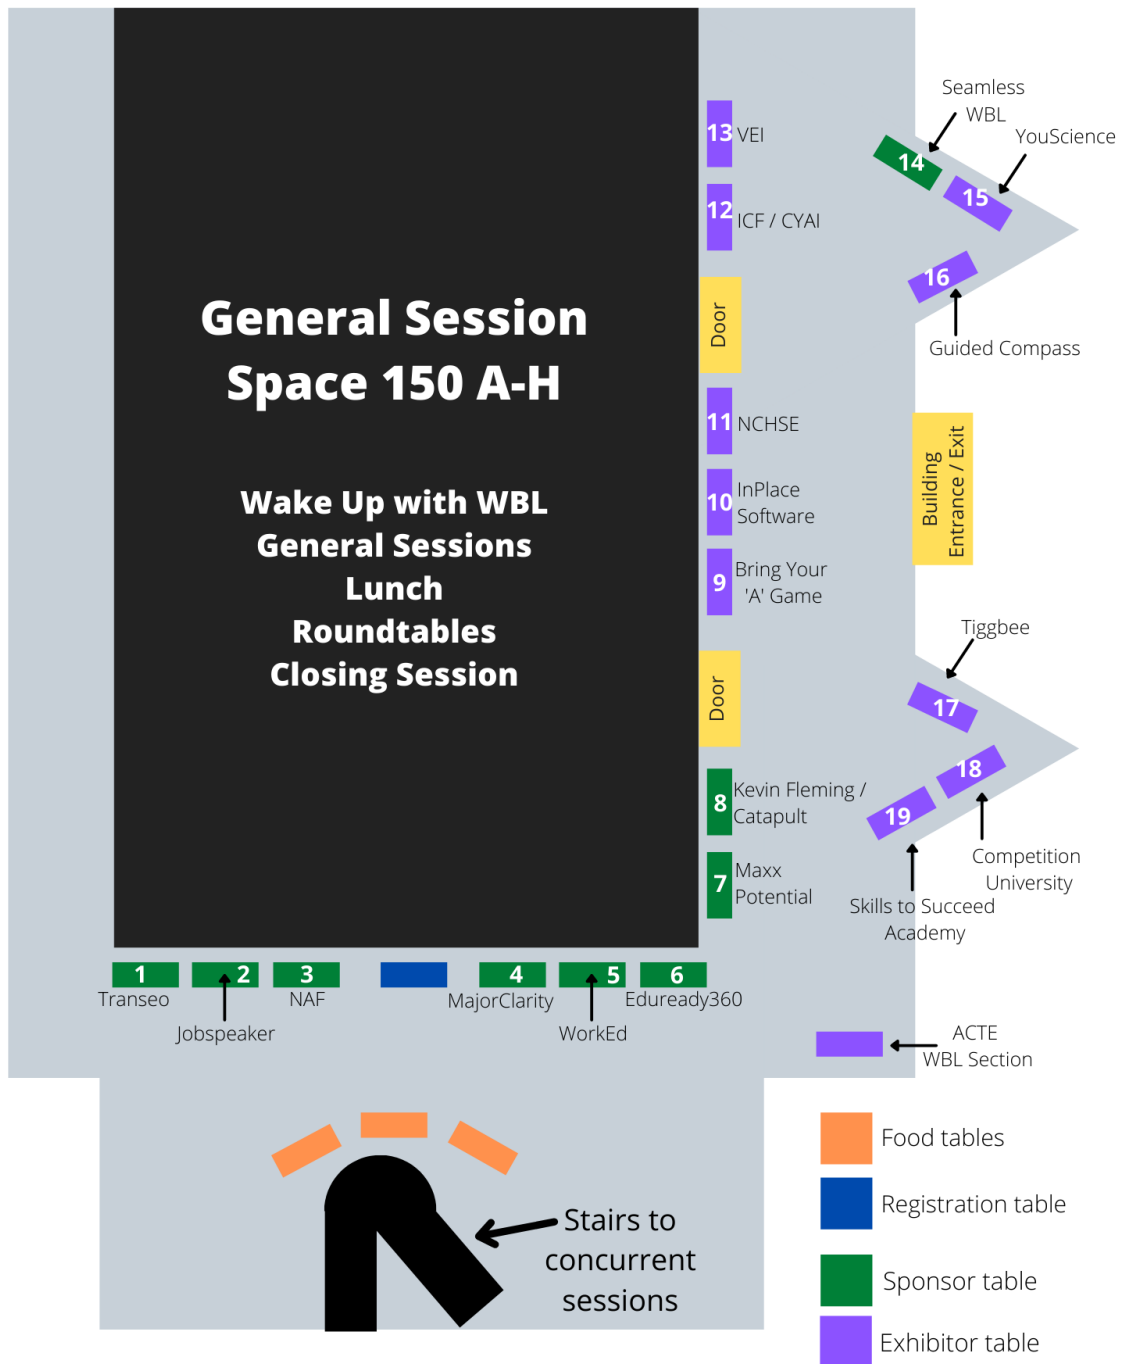 General Session
Space 150 A-H
Wake Up with WBL
General Sessions
Lunch
Roundtables
Closing Session
13 VEI
12 ICF / CYAI
Door
11 NCHSE
10 InPlace
Software
9 Bring Your
'A' Game
Door
8 Kevin Fleming /
Catapult
7 Maxx
Potential
Seamless
WBL
YouScience
14
15
16
Guided Compass
Building
Entrance / Exit
Tiggbee
17
18
19
Competition
University
Skills to Succeed
Academy
1
2
3
4
5
6
Transeo
NAF
MajorClarity
Eduready360
Jobspeaker
WorkEd
ACTE
WBL Section
Stairs to
concurrent
sessions
Food tables
Registration table
Sponsor table
Exhibitor table